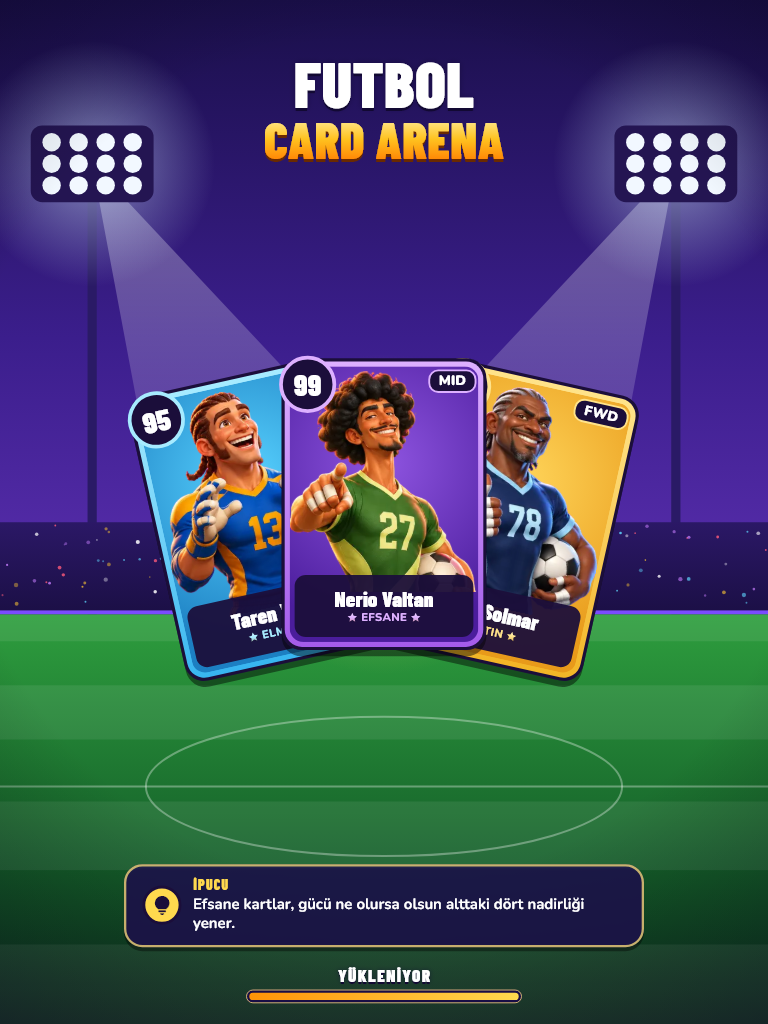 FUTBOL
CARD ARENA
95
13
Taren
99
MID
27
Nerio Valtan
★ EFSANE ★
FWD
78
Solmar
İPUCU
Efsane kartlar, gücü ne olursa olsun alttaki dört nadirliği
yener.
YÜKLENİYOR